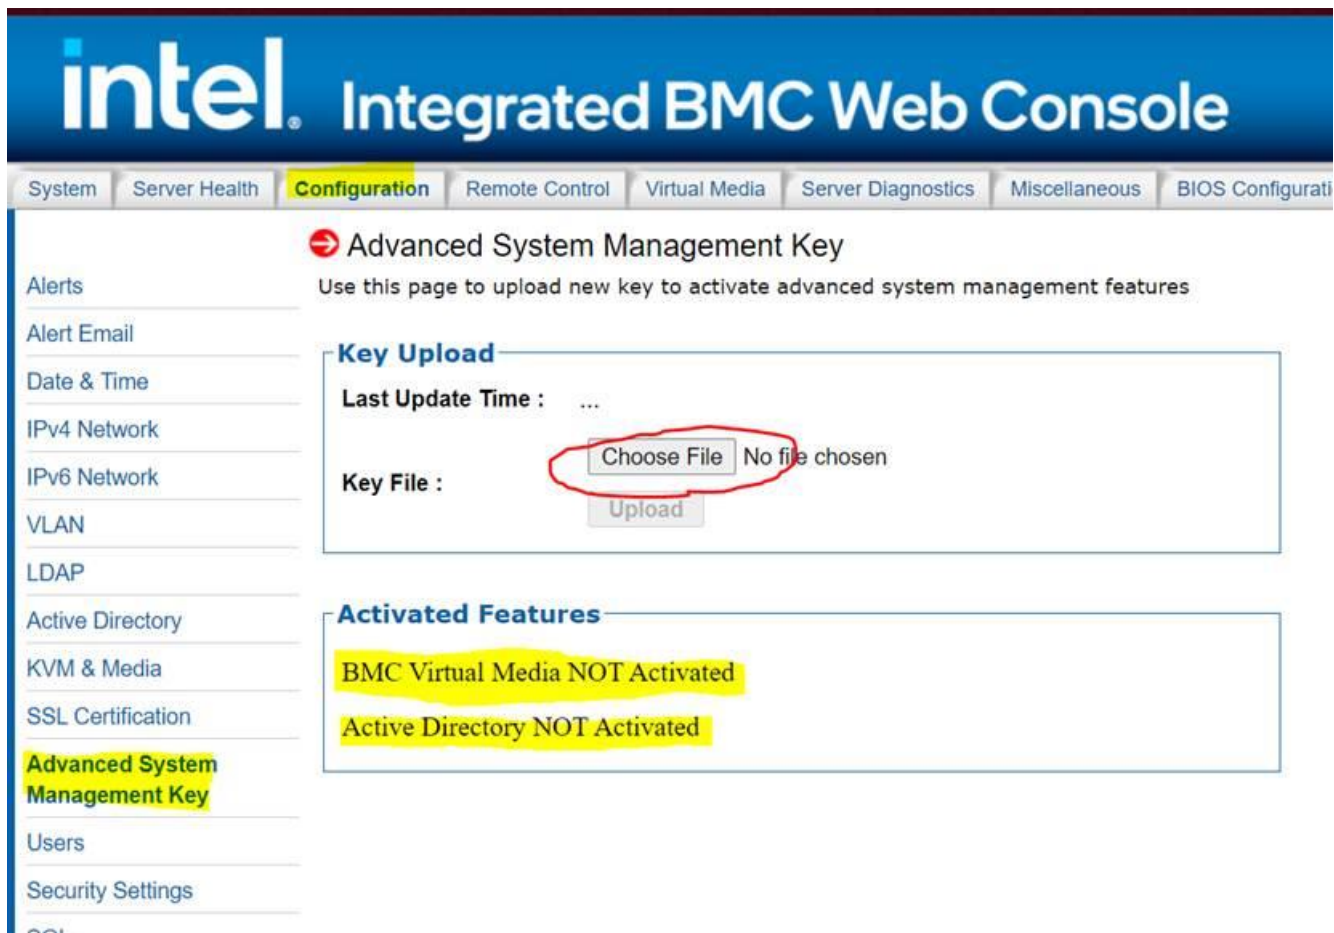 intel. Integrated BMC Web Console
System Server Health Configuration Remote Control Virtual Media Server Diagnostics Miscellaneous BIOS Configurati
Advanced System Management Key
Use this page to upload new key to activate advanced system management features
Alerts
Alert Email
Date & Time
IPv4 Network
IPv6 Network
VLAN
LDAP
Active Directory
KVM & Media
SSL Certification
Advanced System
Management Key
Users
Security Settings
Key Upload
Last Update Time : ...
Choose File No file chosen
Key File :
Upload
Activated Features
BMC Virtual Media NOT Activated
Active Directory NOT Activated